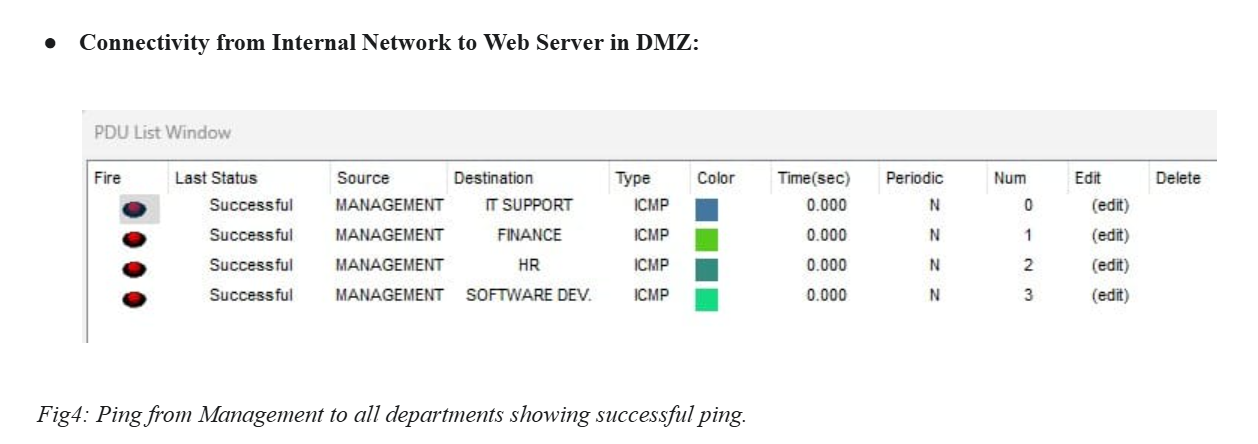 ● Connectivity from Internal Network to Web Server in DMZ:
PDU List Window
Fire Last Status Source Destination Type Color Time(sec) Periodic Num Edit Delete
Successful MANAGEMENT IT SUPPORT ICMP 0.000 N 0 (edit)
Successful MANAGEMENT FINANCE ICMP 0.000 N 1 (edit)
Successful MANAGEMENT HR ICMP 0.000 N 2 (edit)
Successful MANAGEMENT SOFTWARE DEV. ICMP 0.000 N 3 (edit)
Fig4: Ping from Management to all departments showing successful ping.